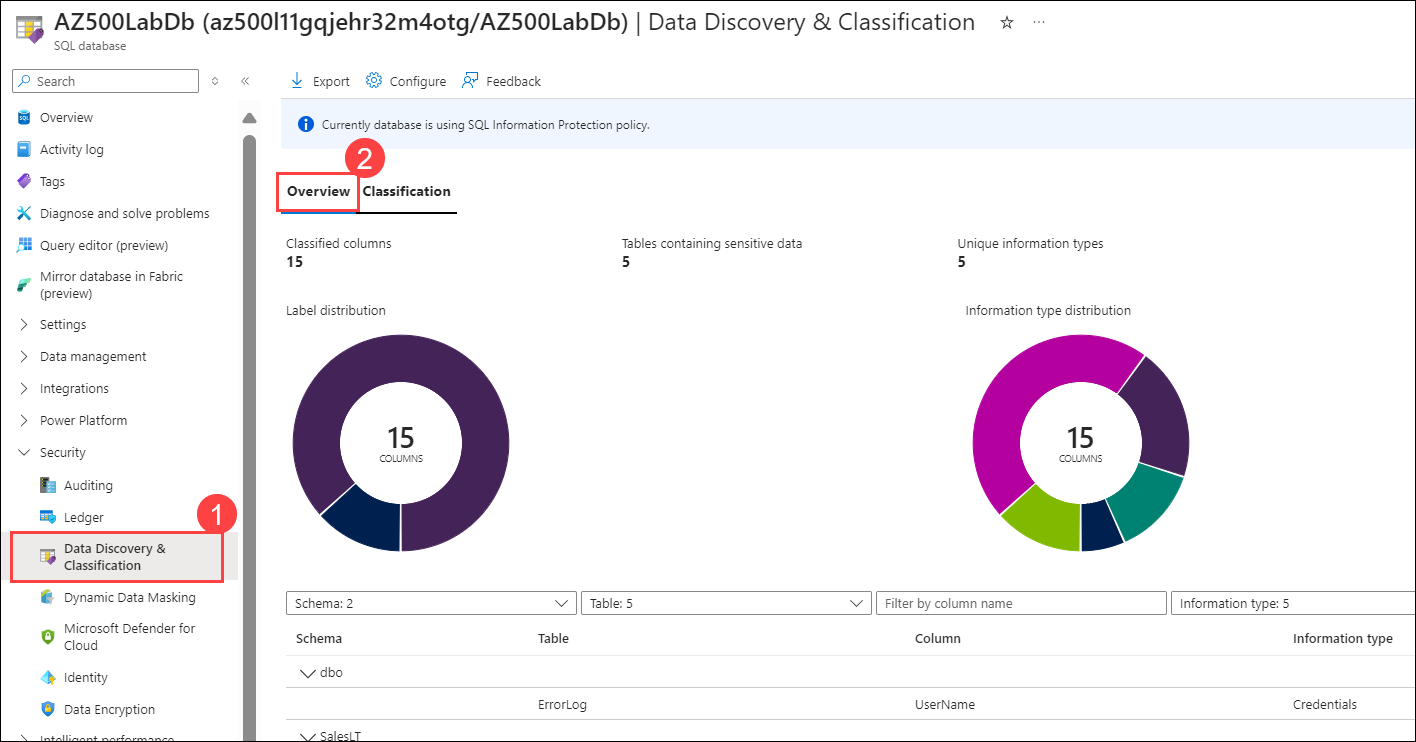 AZ500LabDb (az500l11gqjehr32m4otg/AZ500LabDb) | Data Discovery & Classification ☆ ···
SQL database
Search
Overview
Activity log
Tags
Diagnose and solve problems
Query editor (preview)
Mirror database in Fabric
(preview)
Settings
Data management
Integrations
Power Platform
Security
Auditing
Ledger
1
Data Discovery &
Classification
Dynamic Data Masking
Microsoft Defender for
Cloud
Identity
Data Encryption
Intelligent performance
Export Configure Feedback
Currently database is using SQL Information Protection policy.
2
Overview Classification
Classified columns Tables containing sensitive data Unique information types
15 5 5
Label distribution Information type distribution
15 15
COLUMNS COLUMNS
Schema: 2 Table: 5 Filter by column name Information type: 5
Schema Table Column Information type
dbo
ErrorLog UserName Credentials
SalesLT